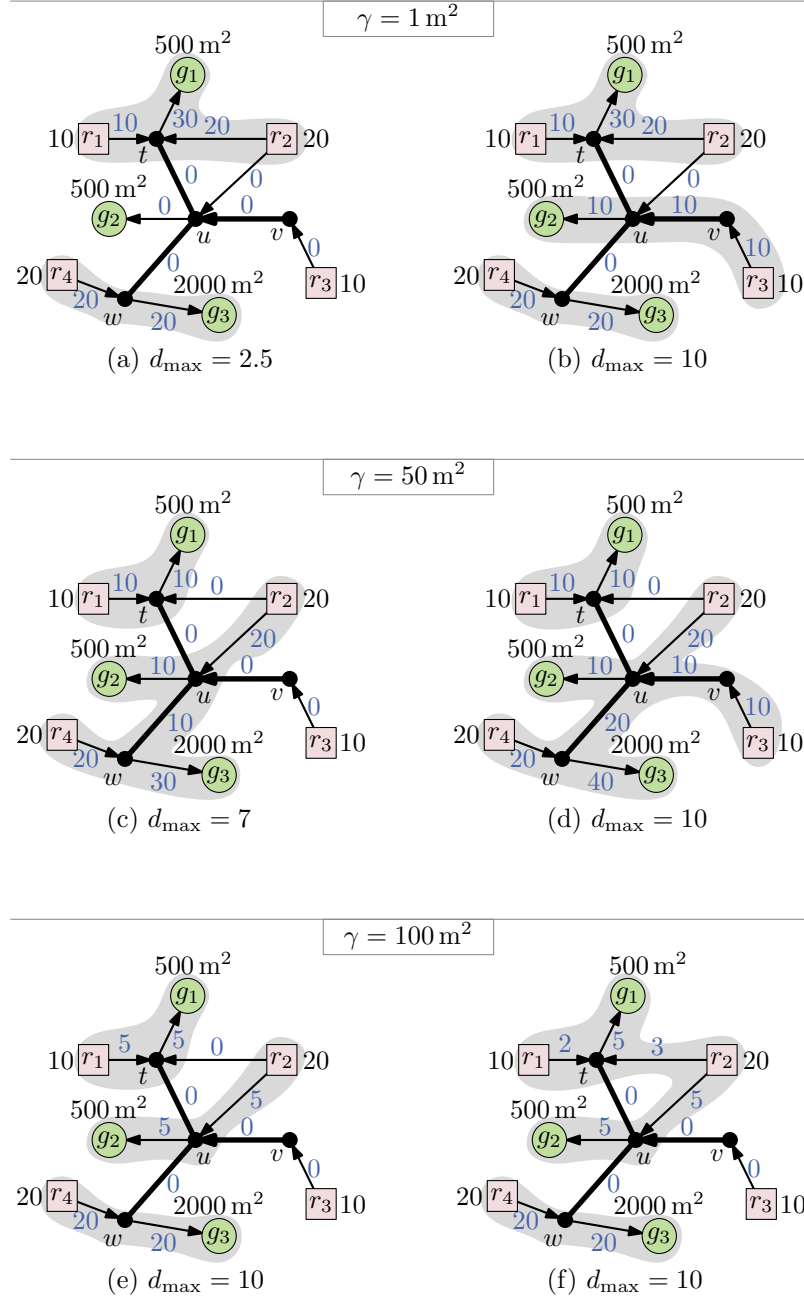 γ = 1 m²
500 m²
g₁
10 r₁ 10 30 20 r₂ 20
t
0 0
500 m²
g₂ 0 0
u v
0 0
20 r₄ 2000 m² r₃ 10
20 w 20 g₃
(a) d_max = 2.5
500 m²
g₁
10 r₁ 10 30 20 r₂ 20
t
0 0
500 m²
g₂ 10 10
u v
0 10
20 r₄ 2000 m² r₃ 10
20 w 20 g₃
(b) d_max = 10
γ = 50 m²
500 m²
g₁
10 r₁ 10 10 0 r₂ 20
t
0 20
500 m²
g₂ 10 0
u v
10 0
20 r₄ 2000 m² r₃ 10
20 w 30 g₃
(c) d_max = 7
500 m²
g₁
10 r₁ 10 10 0 r₂ 20
t
0 20
500 m²
g₂ 10 10
u v
20 10
20 r₄ 2000 m² r₃ 10
20 w 40 g₃
(d) d_max = 10
γ = 100 m²
500 m²
g₁
10 r₁ 5 5 0 r₂ 20
t
0 5
500 m²
g₂ 5 0
u v
0 0
20 r₄ 2000 m² r₃ 10
20 w 20 g₃
(e) d_max = 10
500 m²
g₁
10 r₁ 2 5 3 r₂ 20
t
0 5
500 m²
g₂ 5 0
u v
0 0
20 r₄ 2000 m² r₃ 10
20 w 20 g₃
(f) d_max = 10